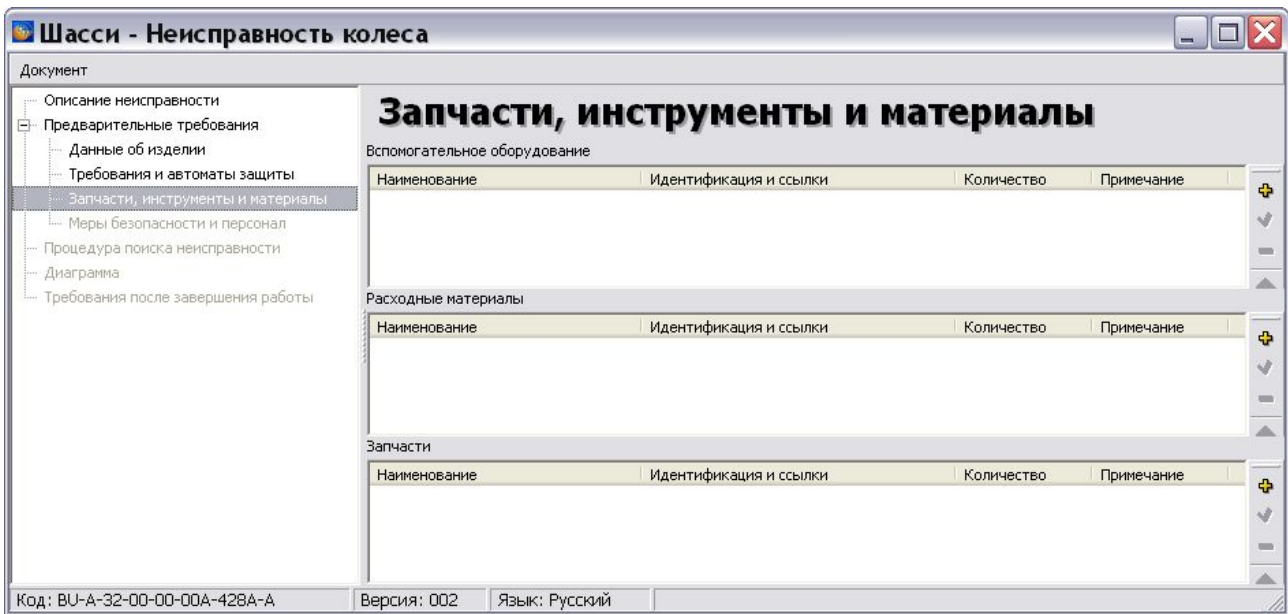 Шасси - Неисправность колеса
Документ
Описание неисправности
Предварительные требования
Данные об изделии
Требования и автоматы защиты
Запчасти, инструменты и материалы
Меры безопасности и персонал
Процедура поиска неисправности
Диаграмма
Требования после завершения работы
Запчасти, инструменты и материалы
Вспомогательное оборудование
Наименование Идентификация и ссылки Количество Примечание
Расходные материалы
Наименование Идентификация и ссылки Количество Примечание
Запчасти
Наименование Идентификация и ссылки Количество Примечание
Код: BU-A-32-00-00-00A-428A-A Версия: 002 Язык: Русский